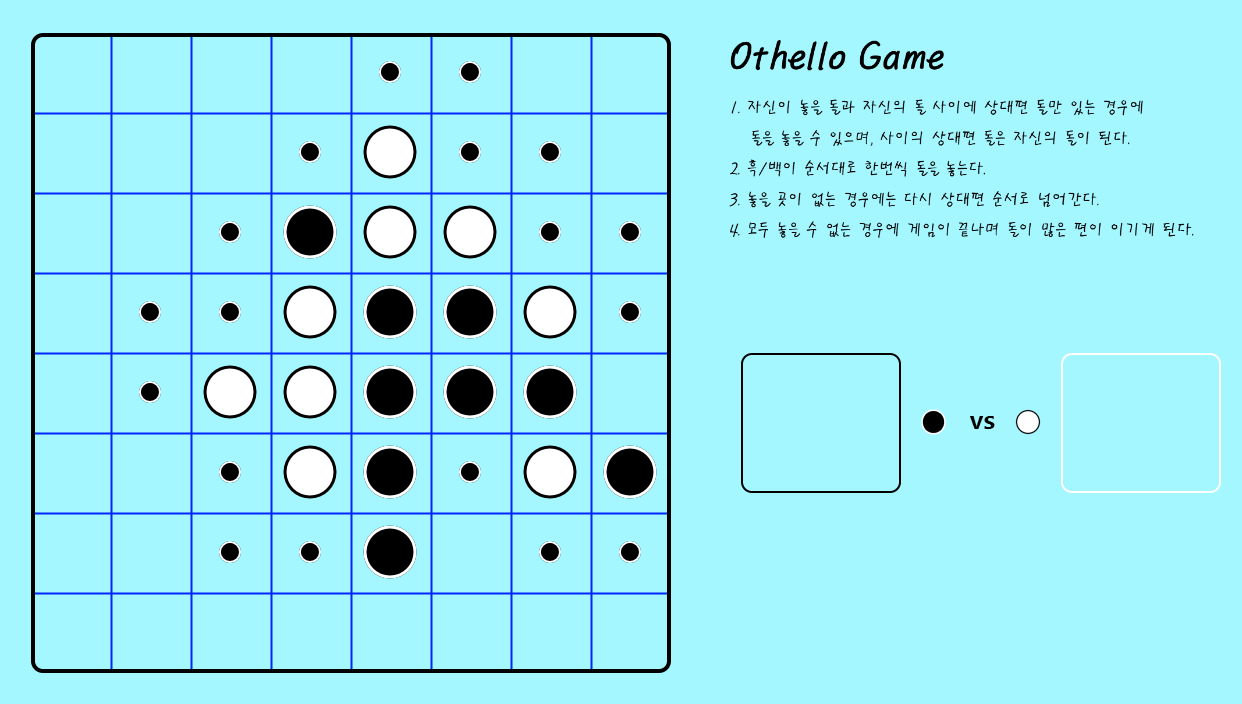 Othello Game
1. 자신이 놓을 돌과 자신의 돌 사이에 상대편 돌만 있는 경우에
돌을 놓을 수 있으며, 사이의 상대편 돌은 자신의 돌이 된다.
2. 흑/백이 순서대로 한번씩 돌을 놓는다.
3. 놓을 곳이 없는 경우에는 다시 상대편 순서로 넘어간다.
4. 모두 놓을 수 없는 경우에 게임이 끝나며 돌이 많은 편이 이기게 된다.
VS